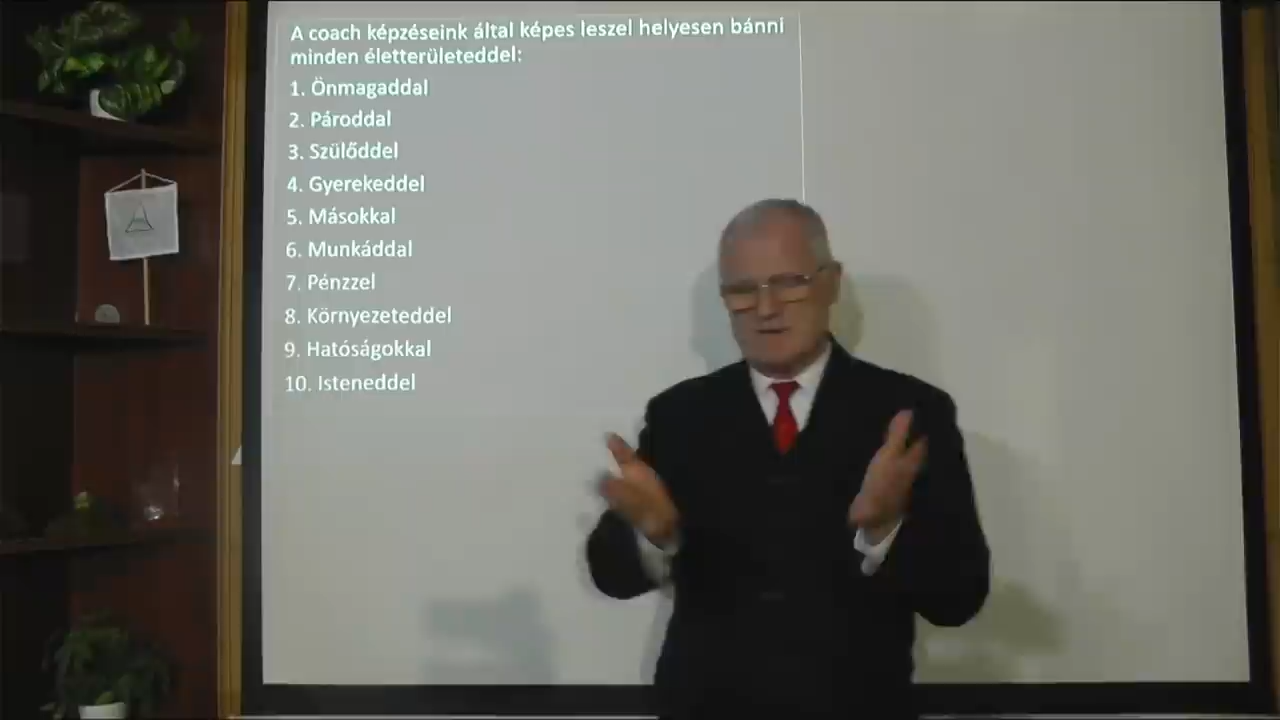 A coach képzéseink által képes leszel helyesen bánni
minden életterületeddel:
1. Önmagaddal
2. Pároddal
3. Szülőddel
4. Gyerekeddel
5. Másokkal
6. Munkáddal
7. Pénzzel
8. Környezeteddel
9. Hatóságokkal
10. Isteneddel